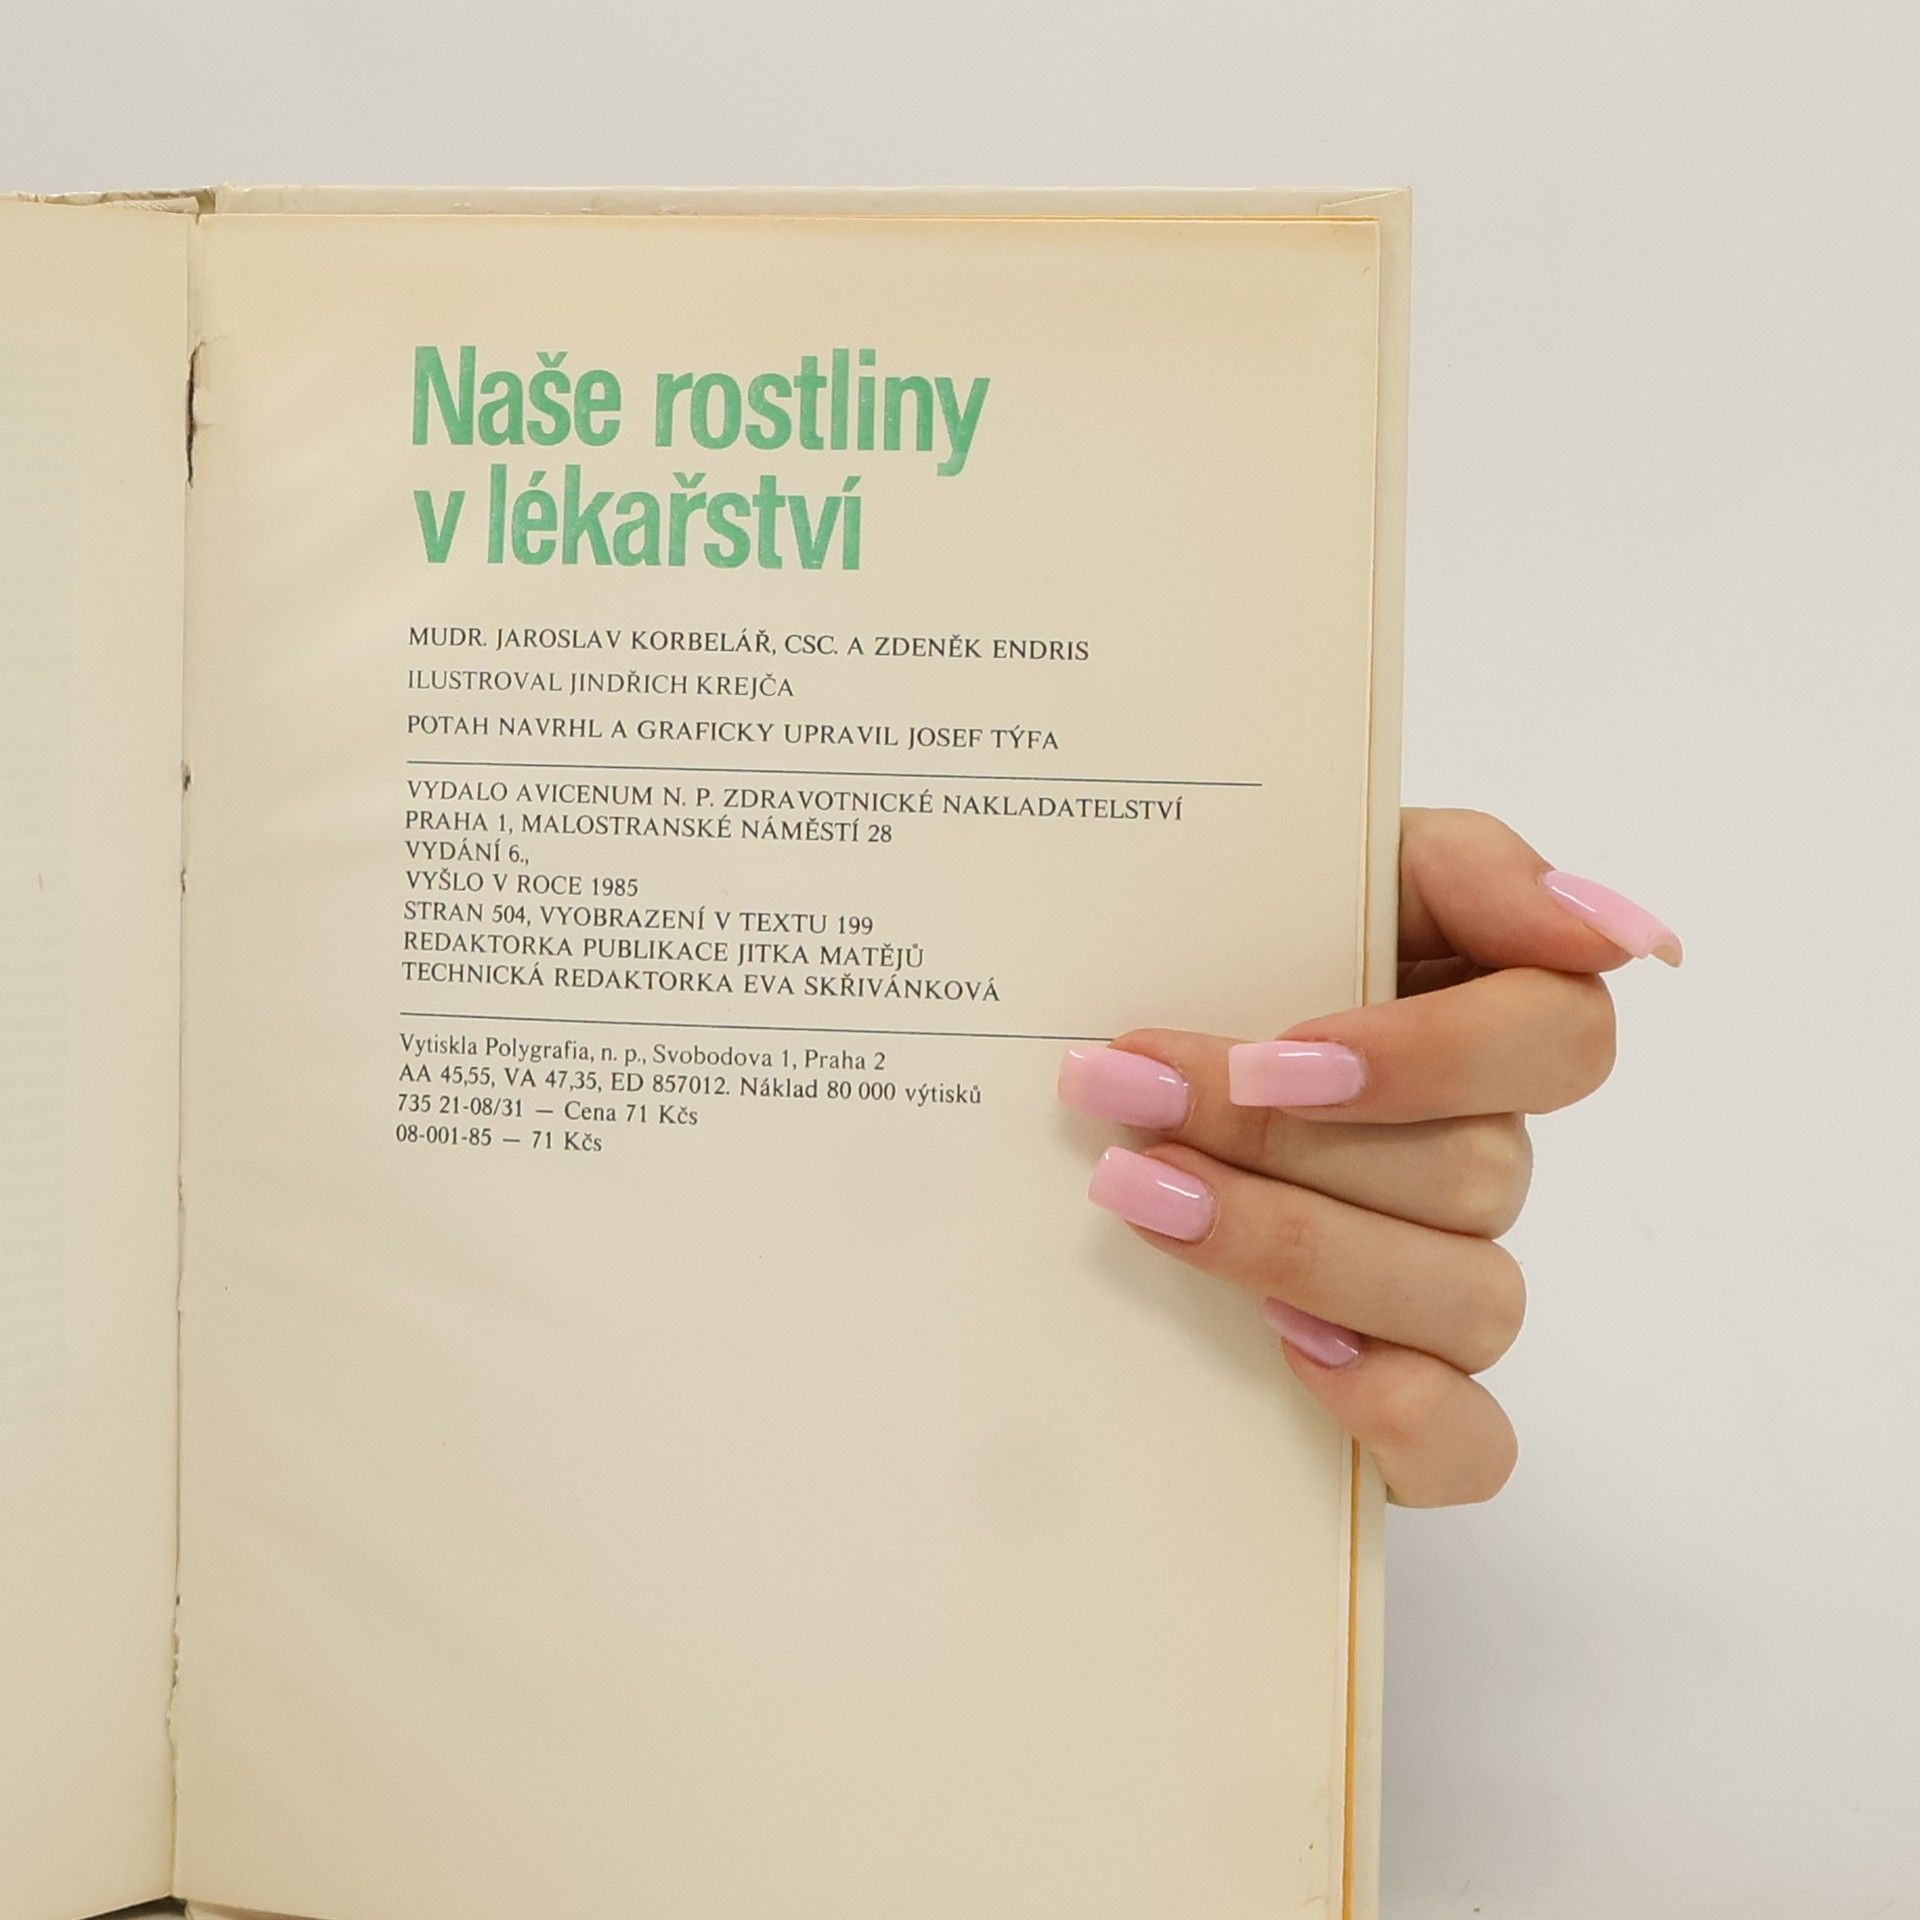 Naše rostliny
v lékařství
MUDR. JAROSLAV KORBELÁŘ, CSC. A ZDENĚK ENDRIS
ILUSTROVAL JINDŘICH KREJČA
POTAH NAVRHL A GRAFICKY UPRAVIL JOSEF TÝFA
VYDALO AVICENUM N. P. ZDRAVOTNICKÉ NAKLADATELSTVÍ
PRAHA 1, MALOSTRANSKÉ NÁMĚSTÍ 28
VYDÁNÍ 6.,
VYŠLO V ROCE 1985
STRAN 504, VYOBRAZENÍ V TEXTU 199
REDAKTORKA PUBLIKACE JITKA MATĚJŮ
TECHNICKÁ REDAKTORKA EVA SKŘIVÁNKOVÁ
Vytiskla Polygrafia, n. p., Svobodova 1, Praha 2
AA 45,55, VA 47,35, ED 857012. Náklad 80 000 výtisků
735 21-08/31 — Cena 71 Kčs
08-001-85 — 71 Kčs